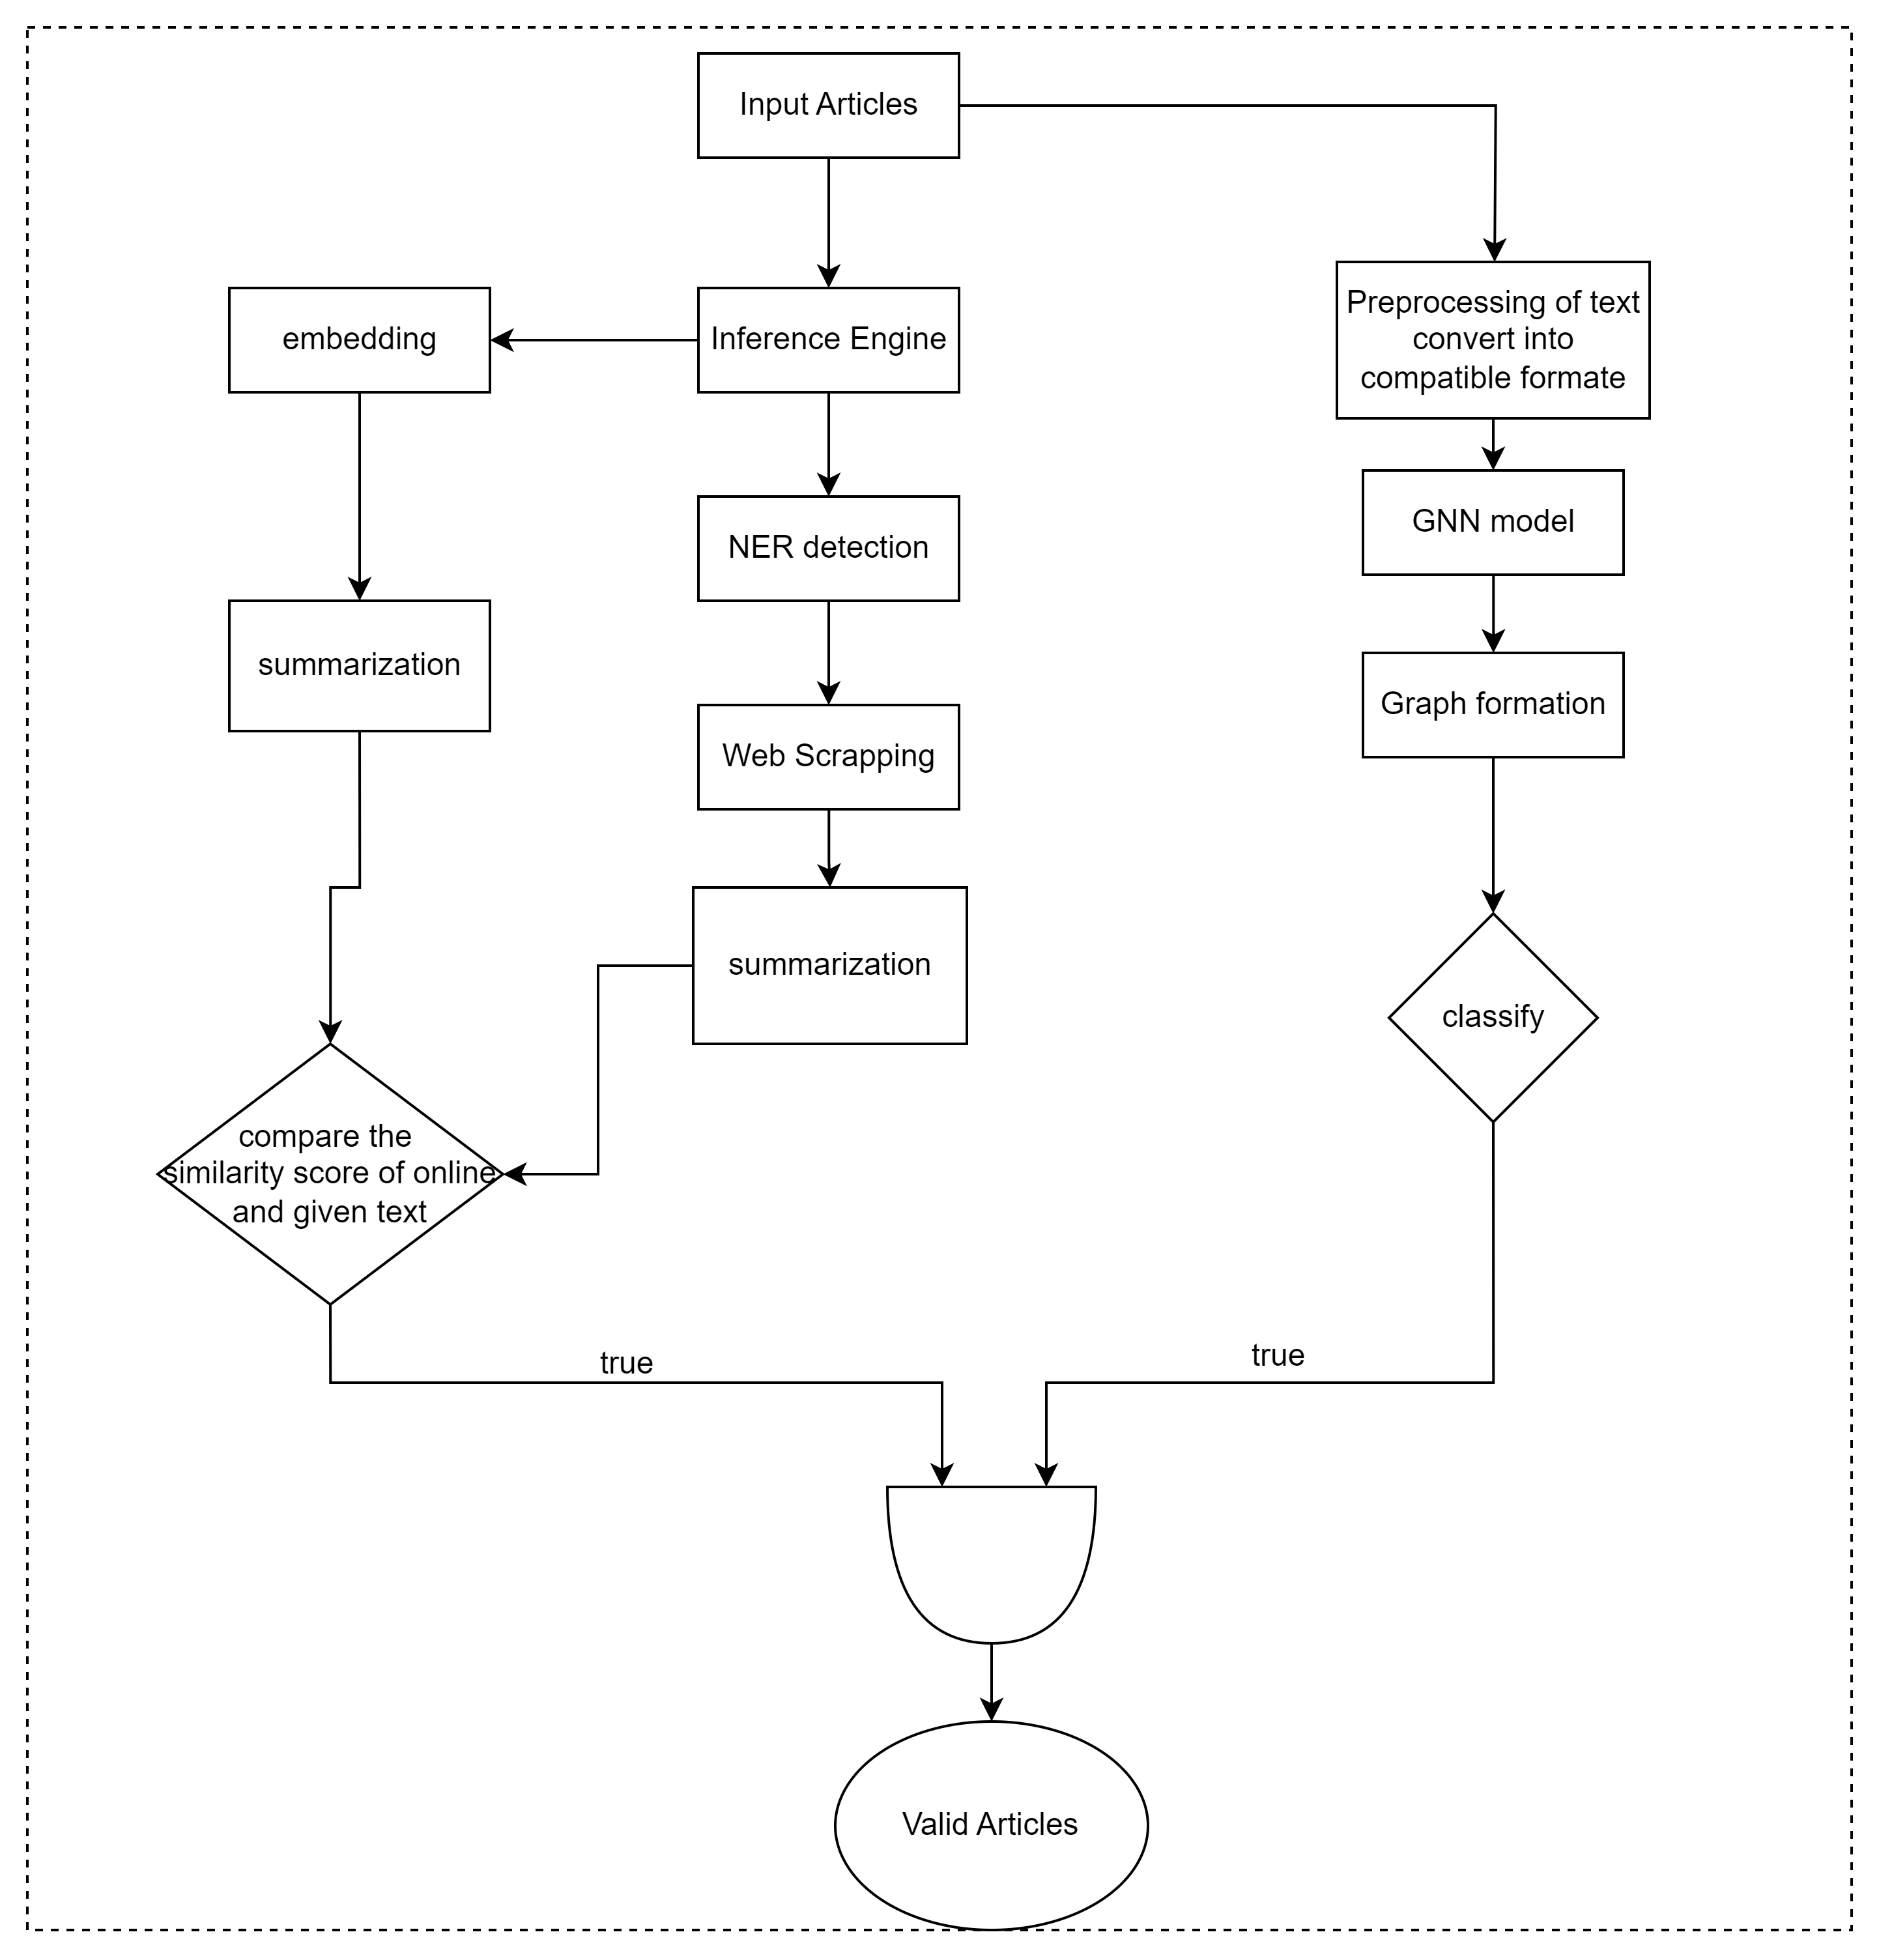 Input Articles
embedding
Inference Engine
Preprocessing of text
convert into
compatible formate
GNN model
NER detection
summarization
Graph formation
Web Scrapping
summarization
classify
compare the
similarity score of online
and given text
true
true
Valid Articles